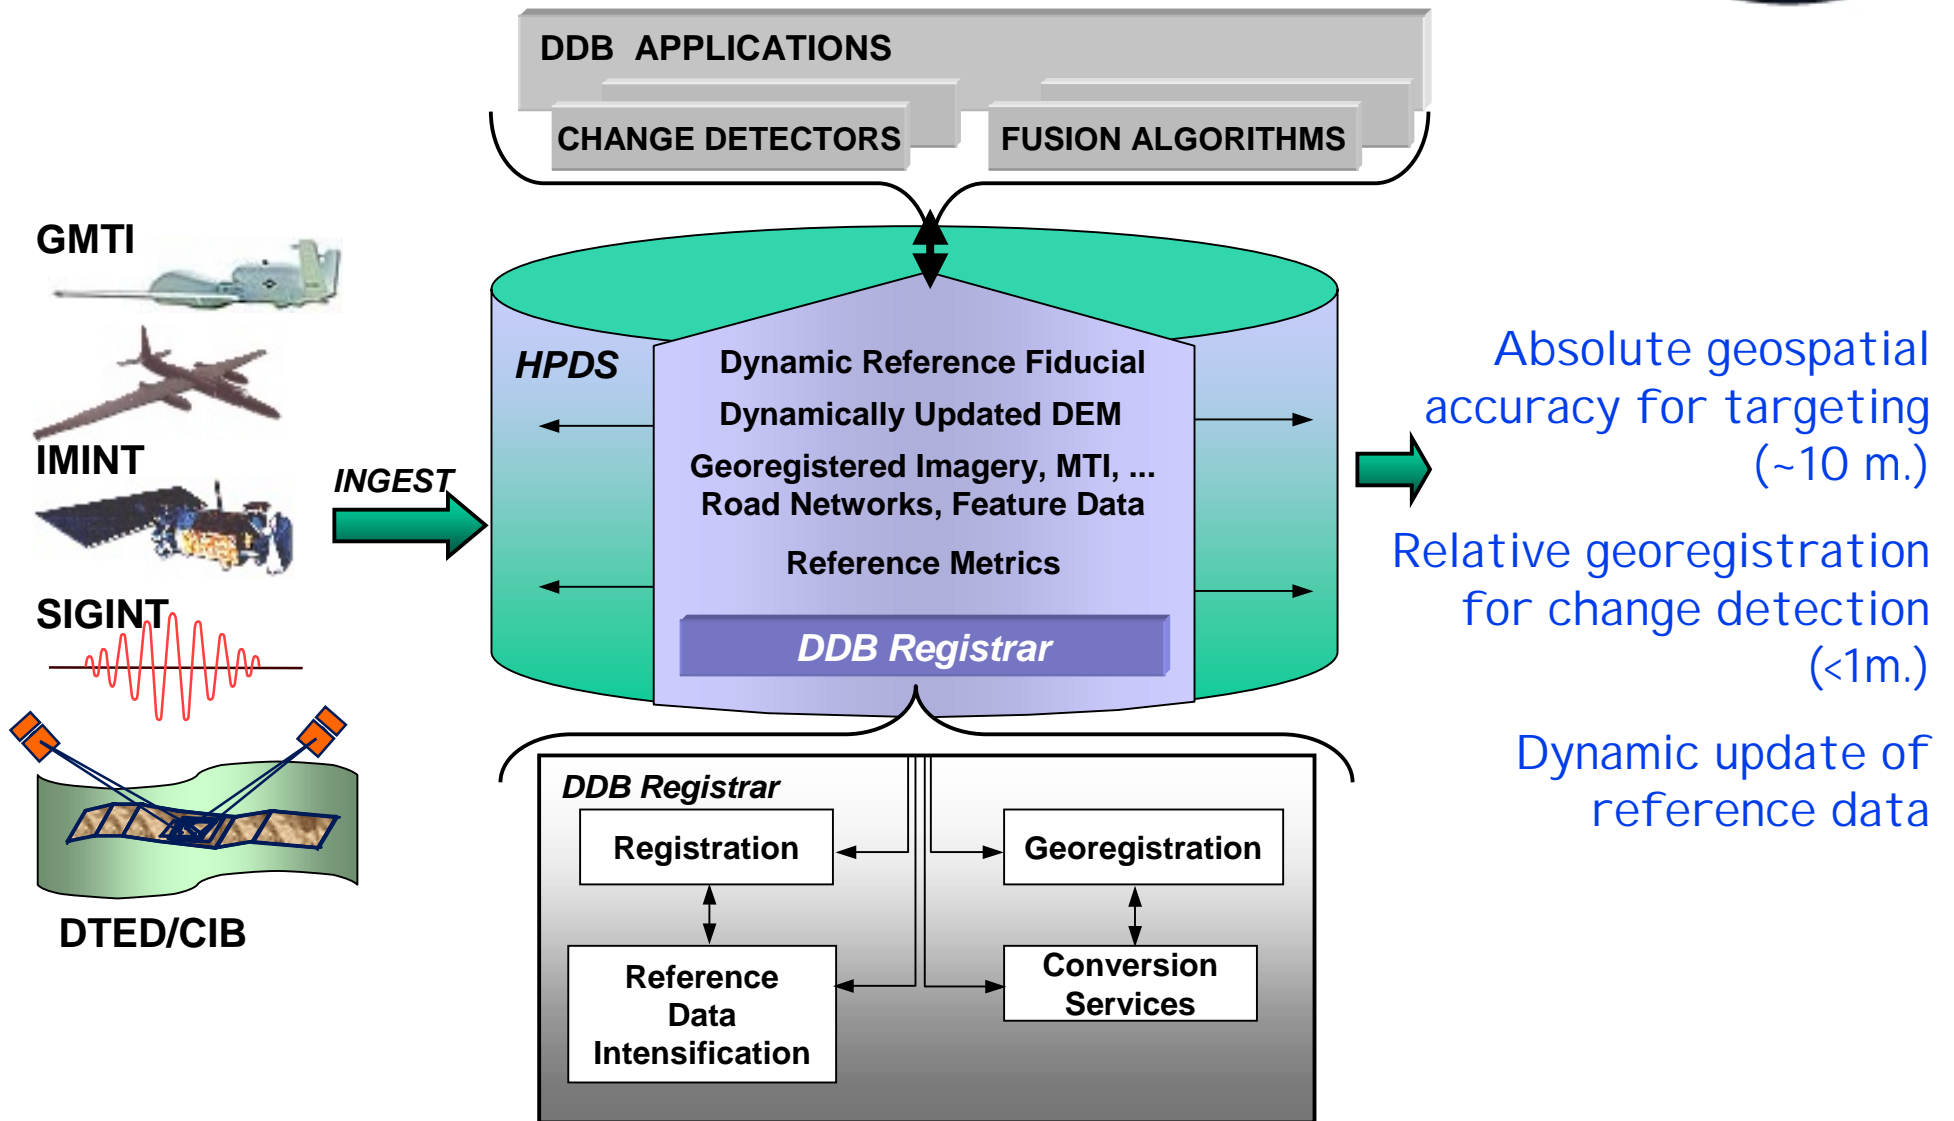 DDB APPLICATIONS
CHANGE DETECTORS
FUSION ALGORITHMS
GMTI
IMINT
SIGINT
DTED/CIB
INGEST
HPDS
Dynamic Reference Fiducial
Dynamically Updated DEM
Georegistered Imagery, MTI, ...
Road Networks, Feature Data
Reference Metrics
DDB Registrar
DDB Registrar
Registration
Georegistration
Reference
Data
Intensification
Conversion
Services
Absolute geospatial
accuracy for targeting
(~10 m.)
Relative georegistration
for change detection
(<1m.)
Dynamic update of
reference data